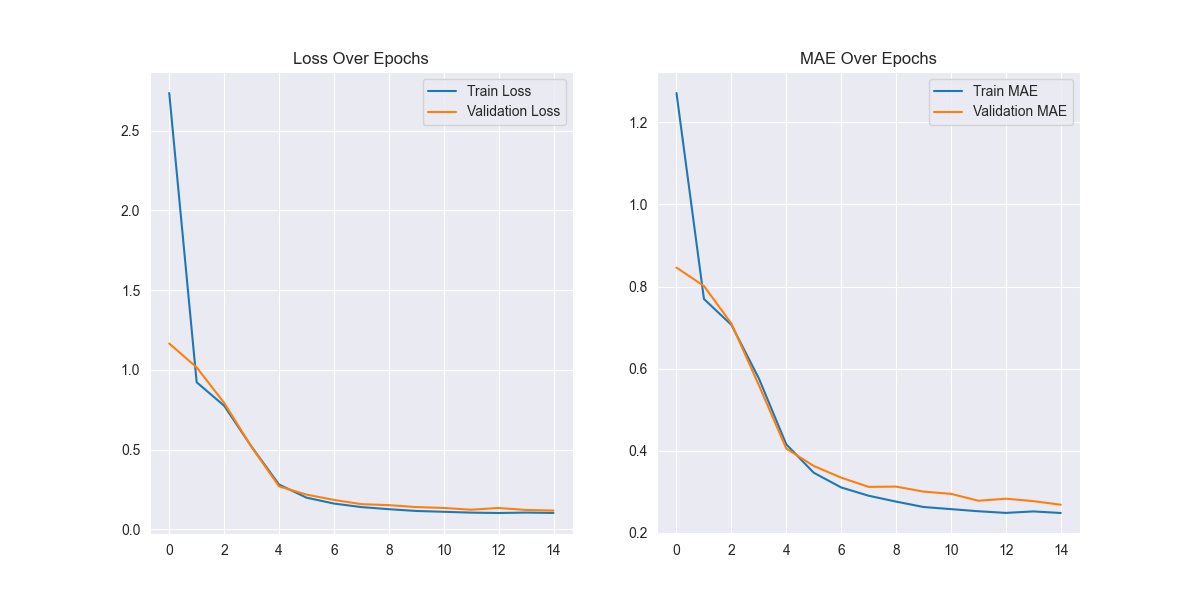 Loss Over Epochs
Train Loss
Validation Loss
2.5
2.0
1.5
1.0
0.5
0.0
0 2 4 6 8 10 12 14
MAE Over Epochs
Train MAE
Validation MAE
1.2
1.0
0.8
0.6
0.4
0.2
0 2 4 6 8 10 12 14